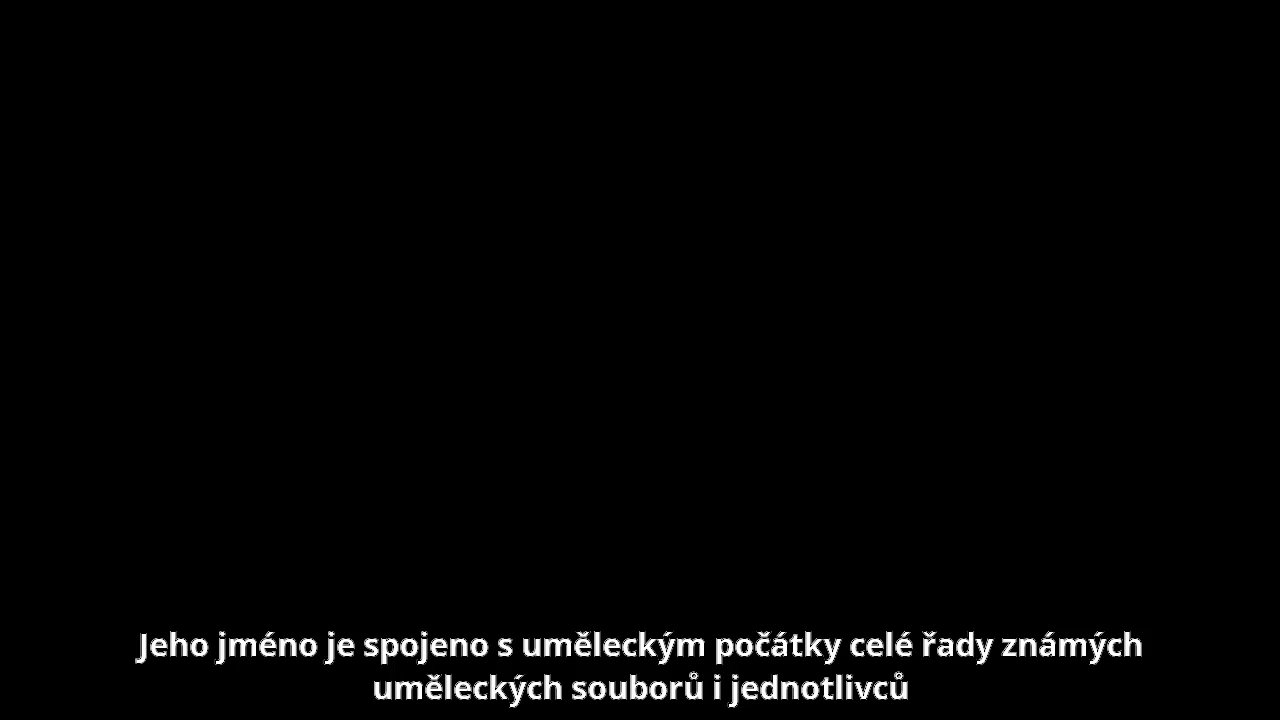 Jeho jméno je spojeno s uměleckým počátky celé řady známých
uměleckých souborů i jednotlivců